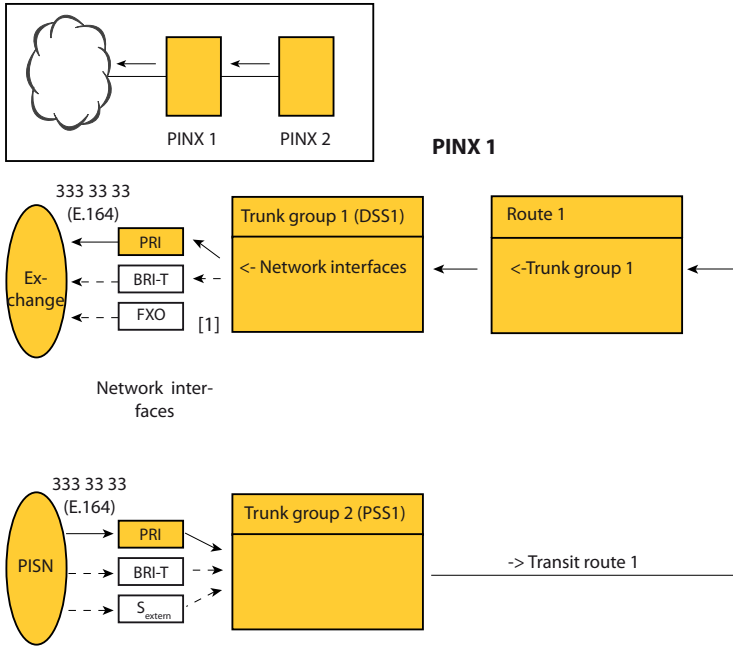 PINX 1
PINX 2
PINX 1
333 33 33
(E.164)
Trunk group 1 (DSS1)
Route 1
PRI
Ex-
change
BRI-T
<- Network interfaces
<-Trunk group 1
FXO
[1]
Network inter-
faces
333 33 33
(E.164)
Trunk group 2 (PSS1)
PRI
PISN
BRI-T
-> Transit route 1
Sextern